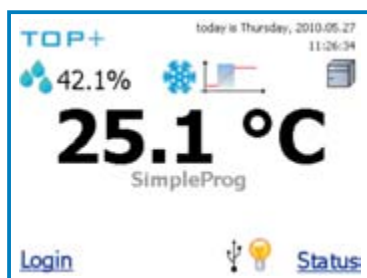 TOP+
today is Thursday, 2010.05.27
11:26:34
42.1%
25.1 °C
SimpleProg
Login
Status